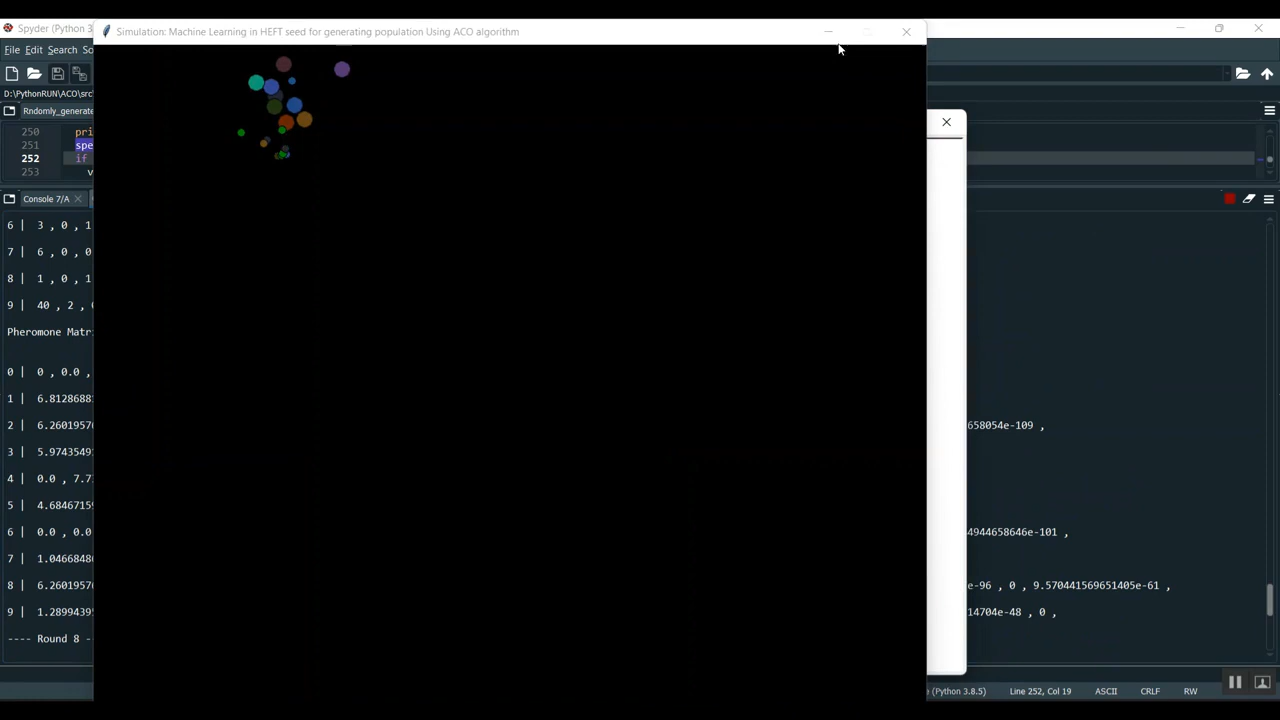 Spyder (Python 3
Simulation: Machine Learning in HEFT seed for generating population Using ACO algorithm
File Edit Search So
D:\PythonRUN\ACO\src
Rndomly_generate
250 pri
251 spe
252 if
253 v
Console 7/A
6 | 3 , 0 , 1
7 | 6 , 0 , 0
8 | 1 , 0 , 1
9 | 40 , 2 ,
Pheromone Matr
0 | 0 , 0.0 ,
1 | 6.8128688
2 | 6.2601957 658054e-109 ,
3 | 5.9743549
4 | 0.0 , 7.7
5 | 4.6846715
6 | 0.0 , 0.0 4944658646e-101 ,
7 | 1.0466848
8 | 6.2601957 e-96 , 0 , 9.570441569651405e-61 ,
9 | 1.2899439 14704e-48 , 0 ,
---- Round 8 -
e (Python 3.8.5) Line 252, Col 19 ASCII CRLF RW